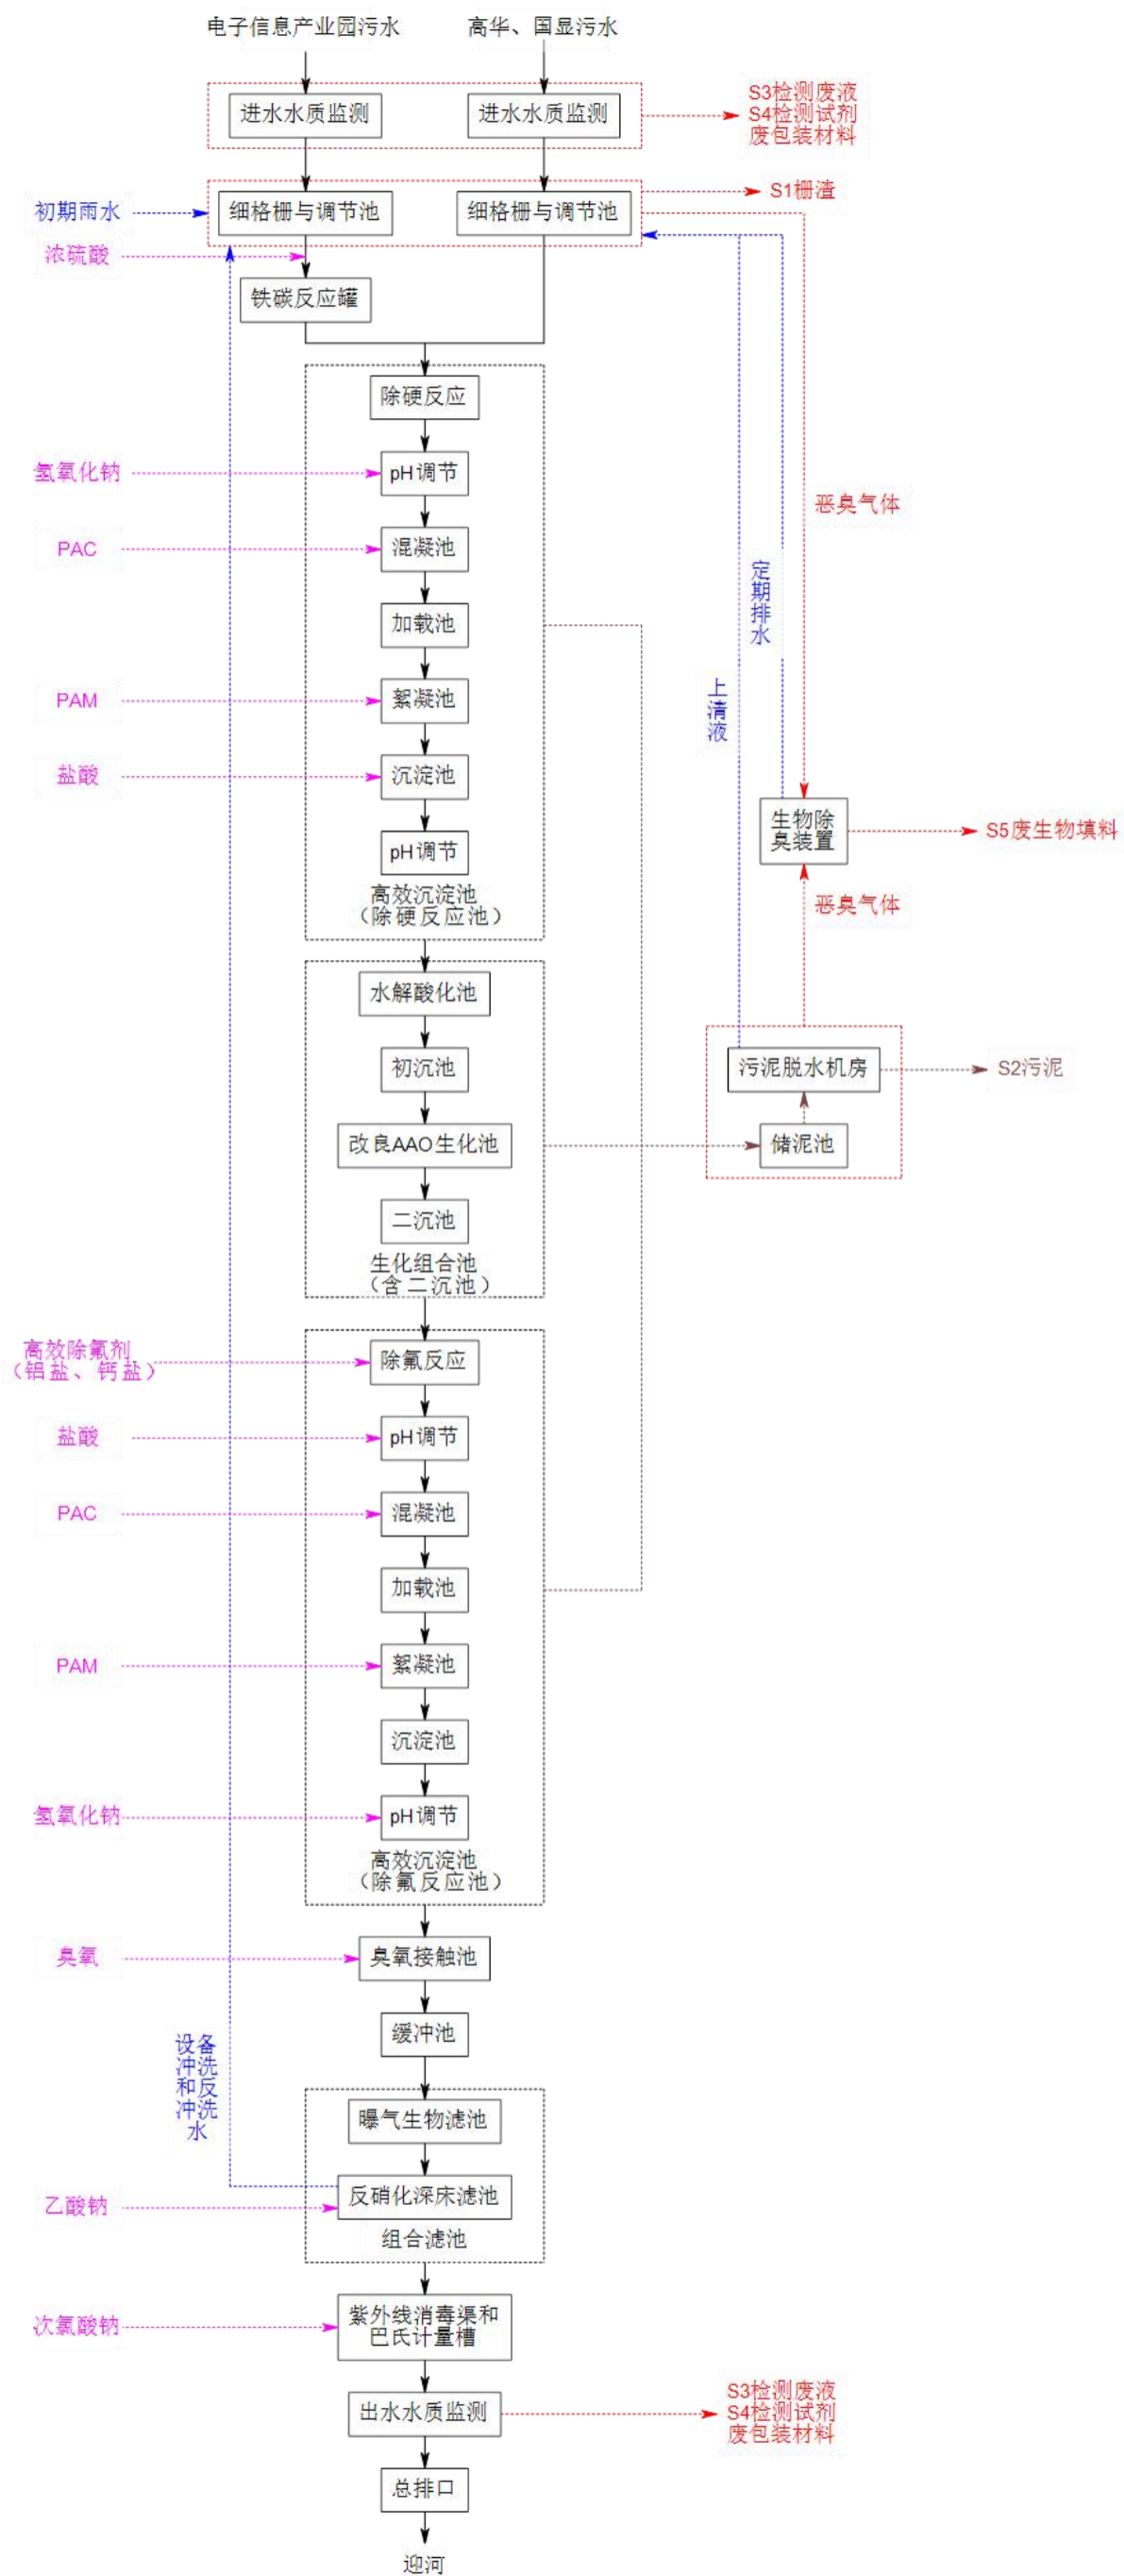 电子信息产业园污水
高华、国显污水
进水水质监测
进水水质监测
S3检测废液
S4检测试剂
废包装材料
S1栅渣
初期雨水
细格栅与调节池
细格栅与调节池
浓硫酸
铁碳反应罐
除硬反应
氢氧化钠
pH调节
恶臭气体
PAC
混凝池
定期排水
加载池
PAM
絮凝池
上清液
盐酸
沉淀池
生物除
臭装置
S5废生物填料
pH调节
高效沉淀池
（除硬反应池）
恶臭气体
水解酸化池
初沉池
污泥脱水机房
S2污泥
改良AAO生化池
储泥池
二沉池
生化组合池
（含二沉池）
高效除氟剂
（铝盐、钙盐）
除氟反应
盐酸
pH调节
PAC
混凝池
加载池
PAM
絮凝池
沉淀池
氢氧化钠
pH调节
高效沉淀池
（除氟反应池）
臭氧
臭氧接触池
缓冲池
设备
冲洗
和反
冲洗
水
曝气生物滤池
乙酸钠
反硝化深床滤池
组合滤池
次氯酸钠
紫外线消毒渠和
巴氏计量槽
出水水质监测
S3检测废液
S4检测试剂
废包装材料
总排口
迎河